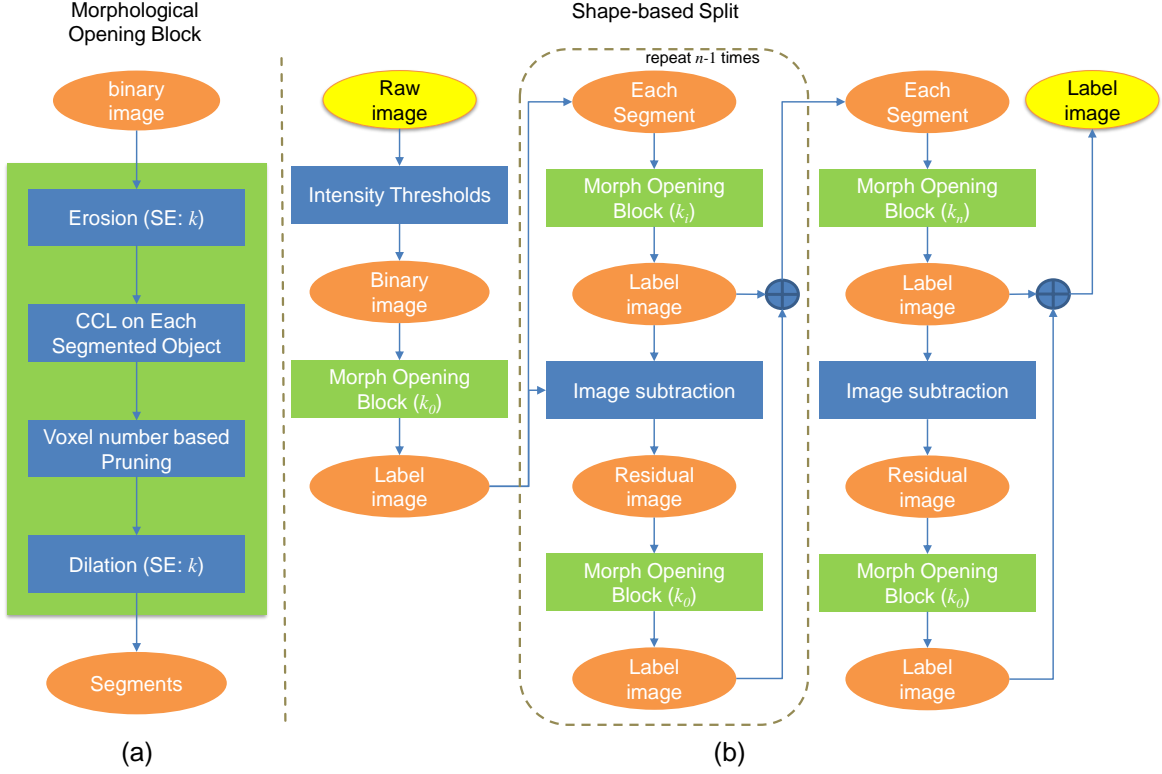 Morphological
Opening Block
binary
image
Erosion (SE: k)
CCL on Each
Segmented Object
Voxel number based
Pruning
Dilation (SE: k)
Segments
(a)
Shape-based Split
Raw
image
Intensity Thresholds
Binary
image
Morph Opening
Block (k0)
Label
image
repeat n-1 times
Each
Segment
Morph Opening
Block (ki)
Label
image
Image subtraction
Residual
image
Morph Opening
Block (k0)
Label
image
Each
Segment
Morph Opening
Block (kn)
Label
image
Image subtraction
Residual
image
Morph Opening
Block (k0)
Label
image
Label
image
(b)